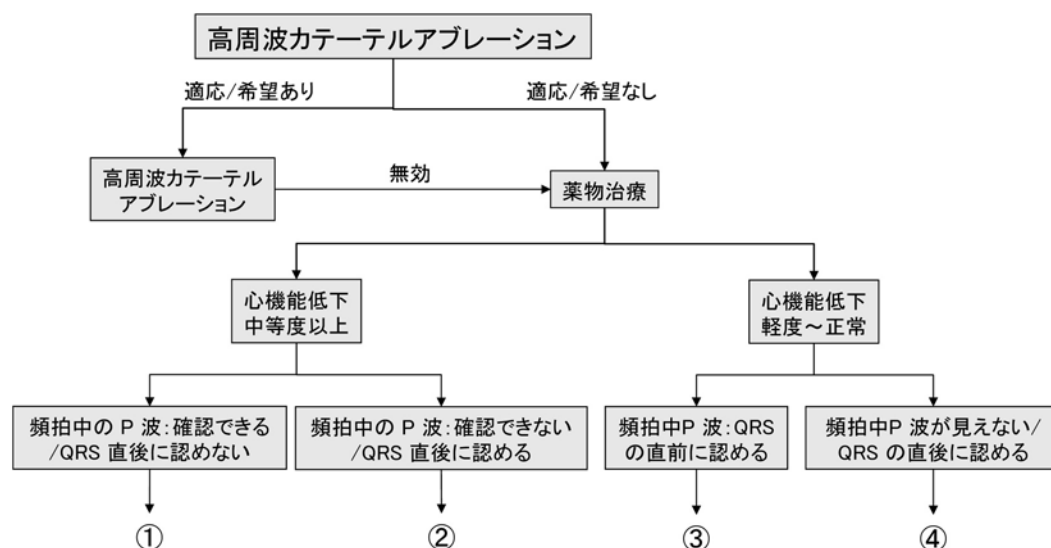 高周波カテーテルアブレーション
適応/希望あり
適応/希望なし
高周波カテーテル
アブレーション
無効
薬物治療
心機能低下
中等度以上
心機能低下
軽度～正常
頻拍中の P 波:確認できる
/QRS 直後に認めない
頻拍中の P 波:確認できない
/QRS 直後に認める
頻拍中P 波:QRS
の直前に認める
頻拍中P 波が見えない/
QRS の直後に認める
①
②
③
④